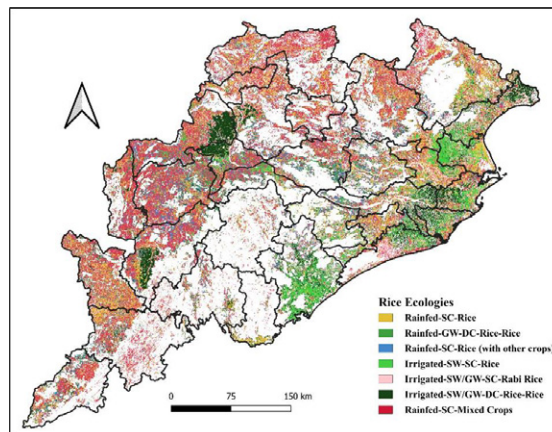 Rice Ecologies
Rainfed-SC-Rice
Rainfed-GW-DC-Rice-Rice
Rainfed-SC-Rice (with other crops)
Irrigated-SW-SC-Rice
Irrigated-SW/GW-SC-Rabi Rice
Irrigated-SW/GW-DC-Rice-Rice
Rainfed-SC-Mixed Crops
0 75 150 km